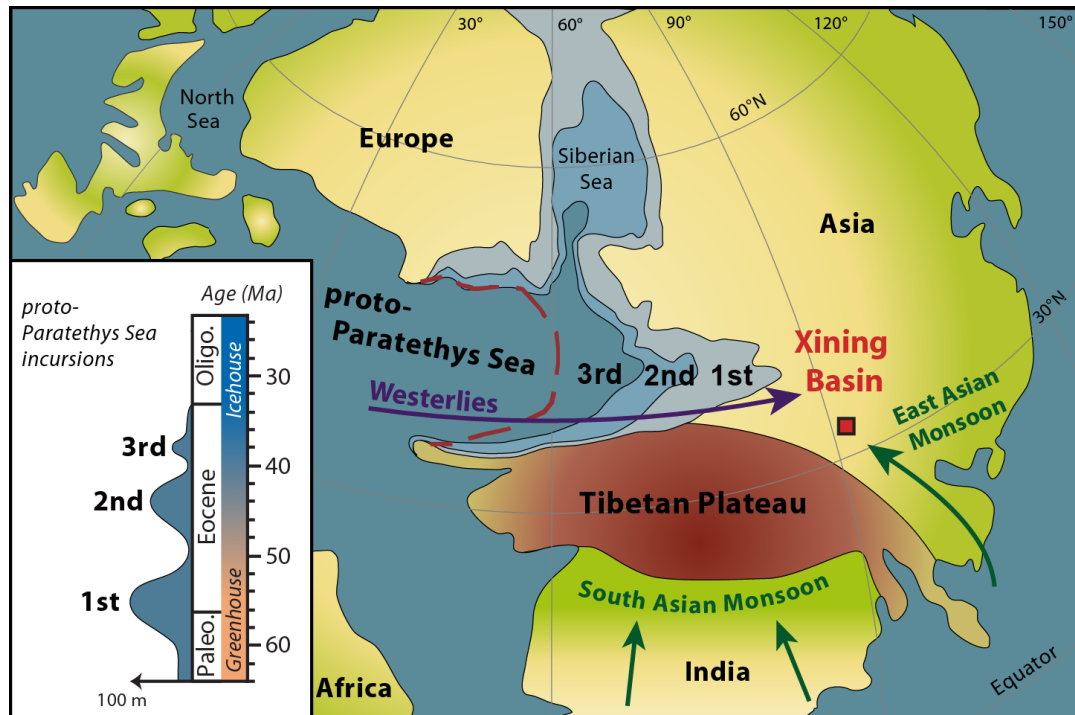 30°
60°
90°
120°
150°
North
Sea
Europe
60°N
Siberian
Sea
Asia
30°N
proto-
Paratethys Sea
3rd
2nd
1st
Westerlies
Xining
Basin
East Asian
Monsoon
Tibetan Plateau
South Asian Monsoon
India
Africa
Equator
proto-
Paratethys Sea
incursions
Age (Ma)
Oligo.
Icehouse
30
3rd
40
2nd
Eocene
50
1st
Paleo.
Greenhouse
60
100 m